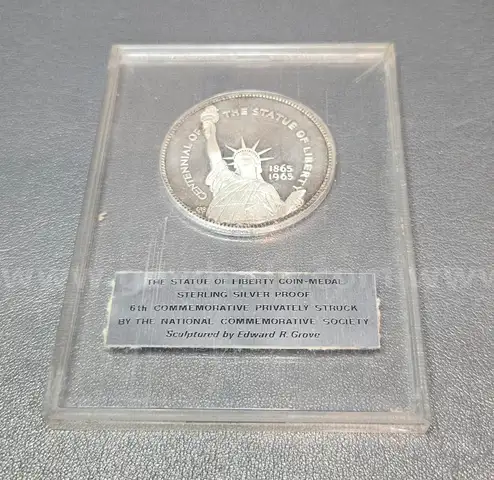 CENTENNIAL OF THE STATUE OF LIBERTY
1865
1965
THE STATUE OF LIBERTY COIN-MEDAL
STERLING SILVER PROOF
6th COMMEMORATIVE PRIVATELY STRUCK
BY THE NATIONAL COMMEMORATIVE SOCIETY
Sculptured by Edward R. Grove